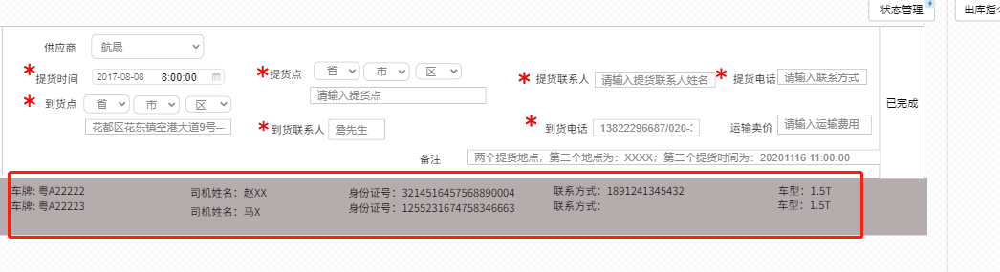 状态管理 出库指令
供应商 航晟
*提货时间 2017-08-08 8:00:00 *提货点 省 市 区 *提货联系人 请输入提货联系人姓名 *提货电话 请输入联系方式
请输入提货点
*到货点 省 市 区 已完成
花都区花东镇空港大道9号— *到货联系人 詹先生 *到货电话 13822296687/020- 运输卖价 请输入运输费用
备注 两个提货地点，第二个地点为：XXXX；第二个提货时间为：20201116 11:00:00
车牌: 粤A22222 司机姓名：赵XX 身份证号：3214516457568890004 联系方式：1891241345432 车型：1.5T
车牌: 粤A22223 司机姓名：马X 身份证号：1255231674758346663 联系方式： 车型：1.5T